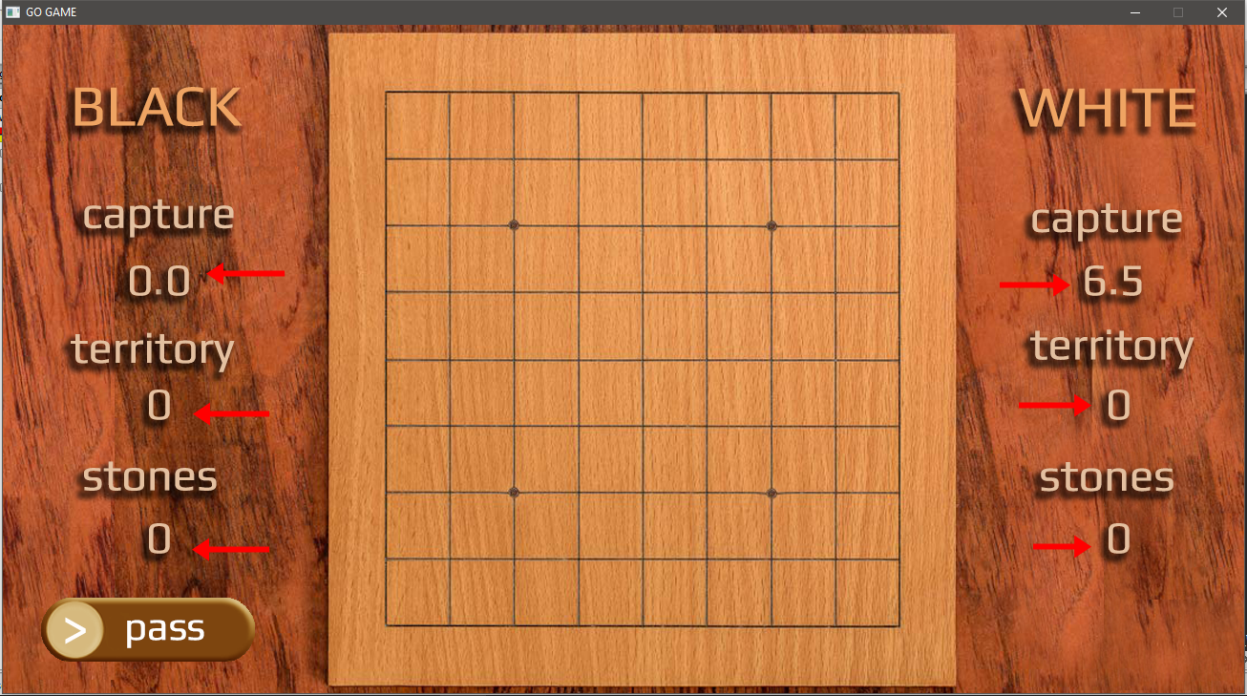 GO GAME
BLACK
capture
0.0
territory
0
stones
0
> pass
WHITE
capture
6.5
territory
0
stones
0